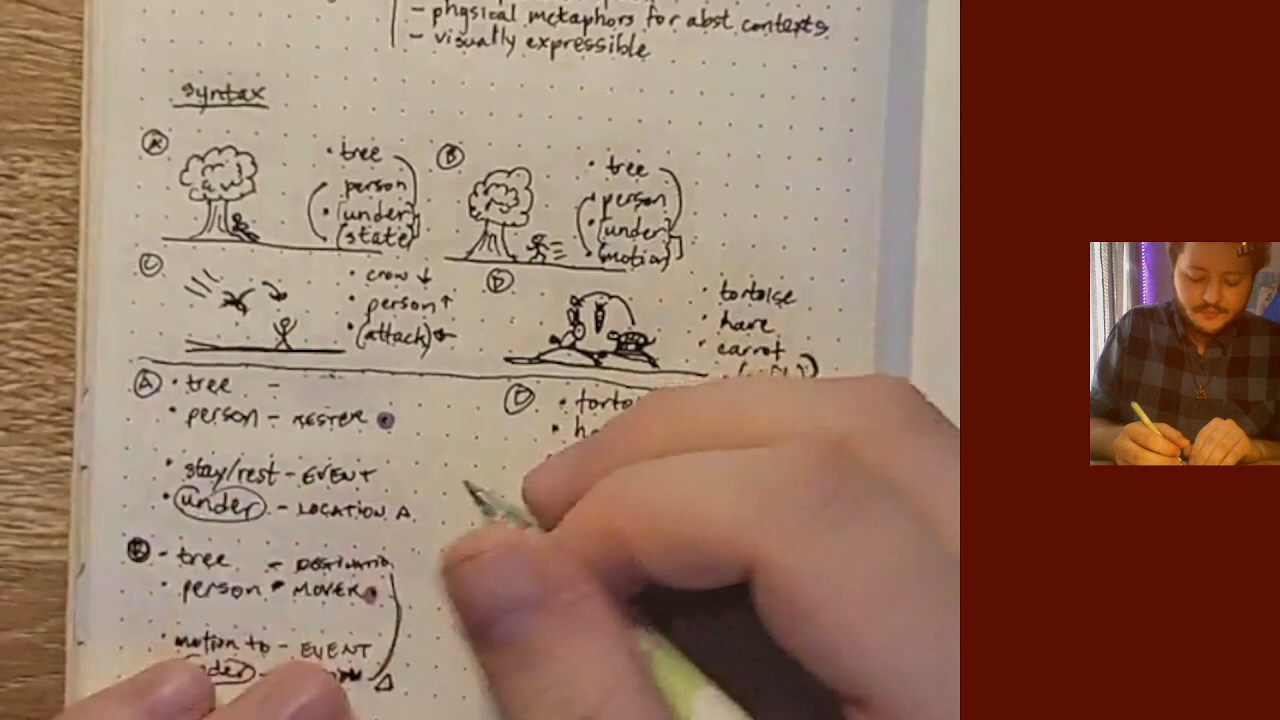 - physical metaphors for abst contexts
- visually expressible
syntax
A
• tree
person
• [under]
[state]
B
• tree
• person
• [under]
[motion]
C
• crow ↓
• person ↑
• (attack)
D
• tortoise
• hare
• carrot
A • tree -
• person - RESTER
• stay/rest - EVENT
• under - LOCATION A
B - tree -
• person - MOVER
• motion to - EVENT
D • torto
• ha